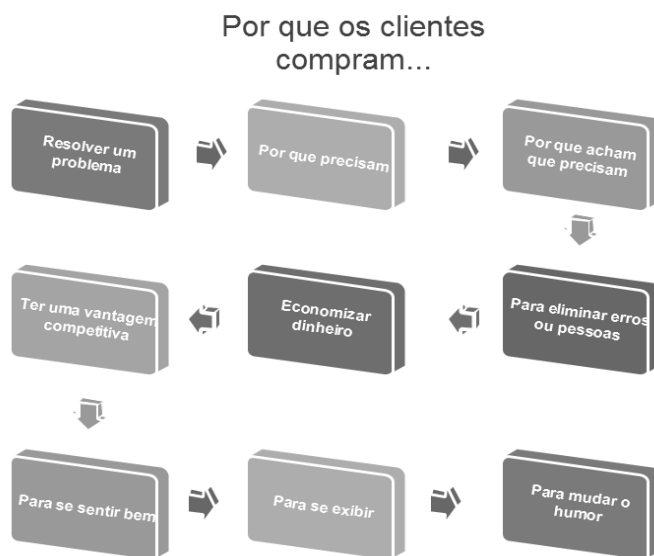 Por que os clientes
compram...
Resolver um
problema
Por que precisam
Por que acham
que precisam
Para eliminar erros
ou pessoas
Economizar
dinheiro
Ter uma vantagem
competitiva
Para se sentir bem
Para se exibir
Para mudar o
humor